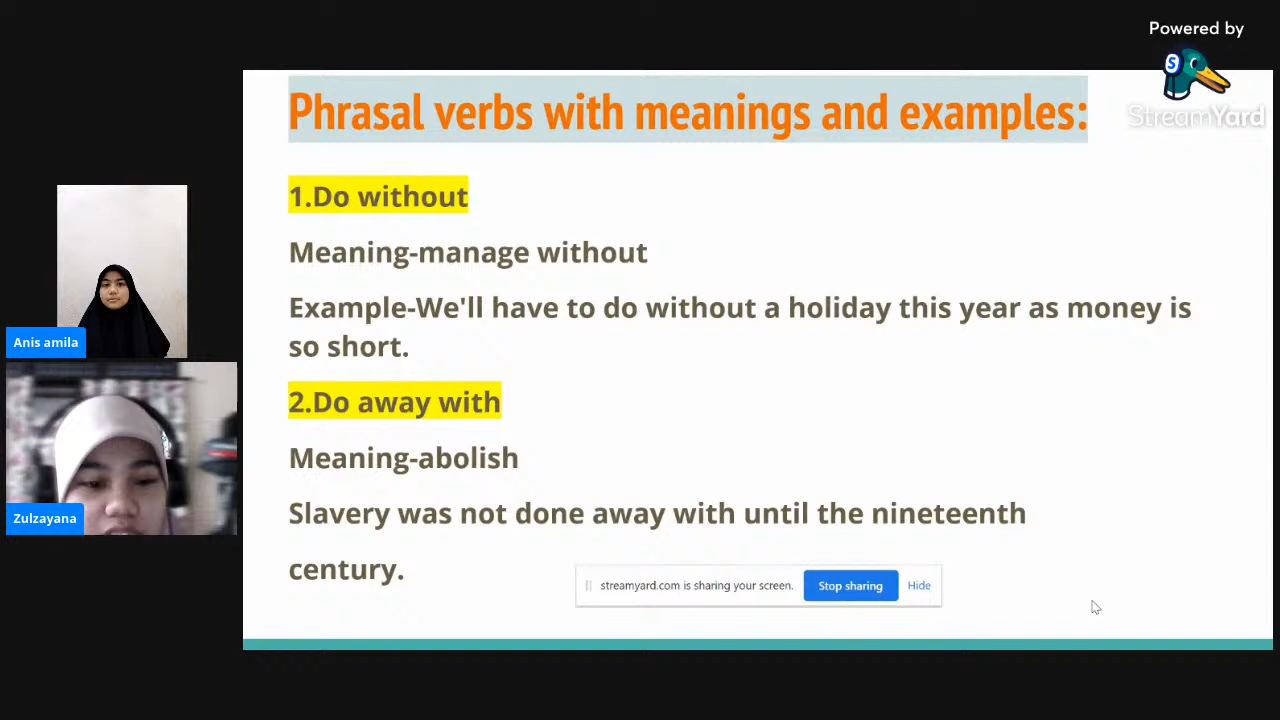 Powered by
StreamYard
Phrasal verbs with meanings and examples:
1.Do without
Meaning-manage without
Example-We'll have to do without a holiday this year as money is
so short.
2.Do away with
Meaning-abolish
Slavery was not done away with until the nineteenth
century.
streamyard.com is sharing your screen. Stop sharing Hide
Anis amila
Zulzayana